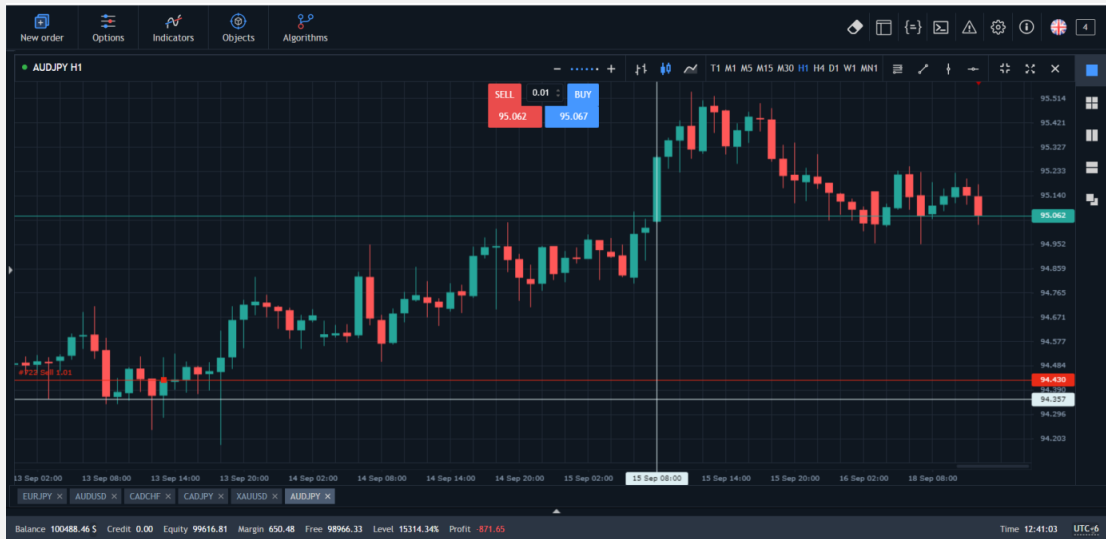 New order Options Indicators Objects Algorithms 4
AUDJPY H1 T1 M1 M5 M15 M30 H1 H4 D1 W1 MN1
SELL 0.01 BUY
95.062 95.067
95.514
95.421
95.327
95.233
95.140
95.062
94.952
94.859
94.765
94.671
94.577
94.484
Sell 1.01
94.430
94.390
94.357
94.296
94.203
13 Sep 02:00 13 Sep 08:00 13 Sep 14:00 13 Sep 20:00 14 Sep 02:00 14 Sep 08:00 14 Sep 14:00 14 Sep 20:00 15 Sep 02:00 15 Sep 08:00 15 Sep 14:00 15 Sep 20:00 16 Sep 02:00 18 Sep 08:00
EURJPY × AUDUSD × CADCHF × CADJPY × XAUUSD × AUDJPY ×
Balance 100488.46 $ Credit 0.00 Equity 99616.81 Margin 650.48 Free 98966.33 Level 15314.34% Profit -871.65 Time 12:41:03 UTC-6